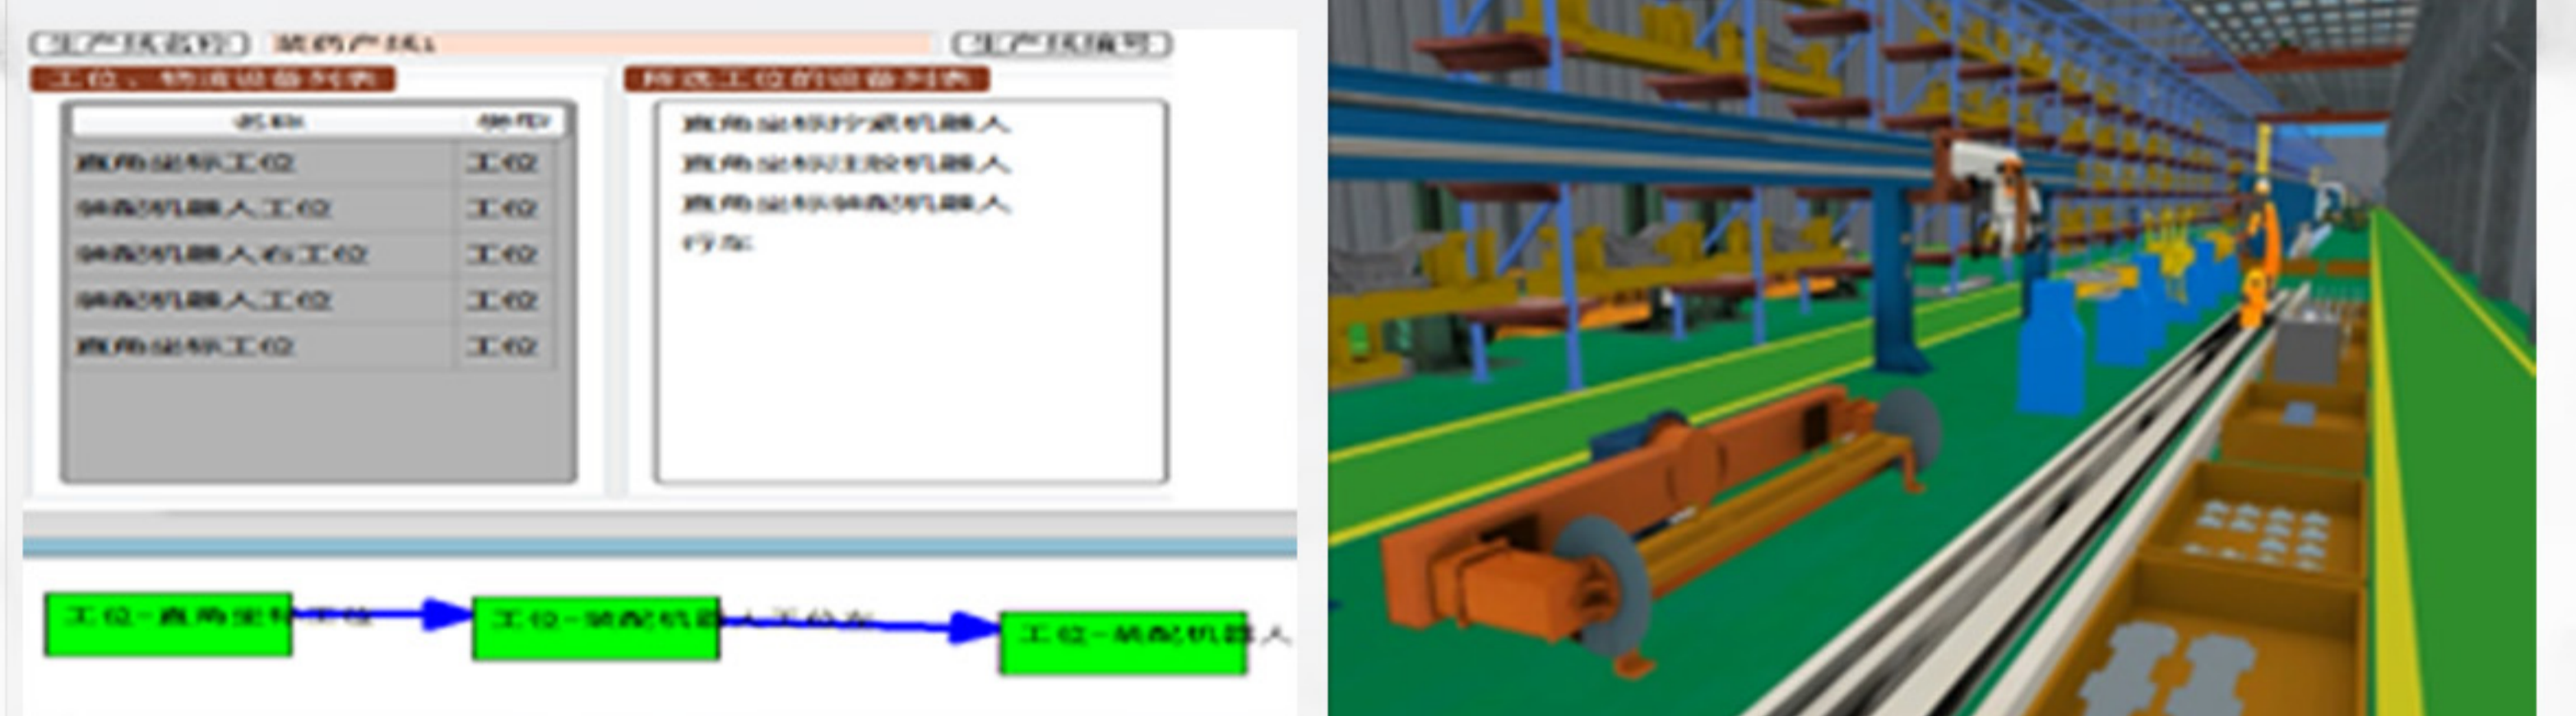 生产线名称
生产线编号
工位、物流设备列表
所选工位的设备列表
名称 类型
直角坐标工位 工位
装配机器人工位 工位
装配机器人右工位 工位
装配机器人工位 工位
直角坐标工位 工位
直角坐标拧紧机器人
直角坐标注胶机器人
直角坐标装配机器人
行车
工位-直角坐标工位
工位-装配机器人工位左
工位-装配机器人